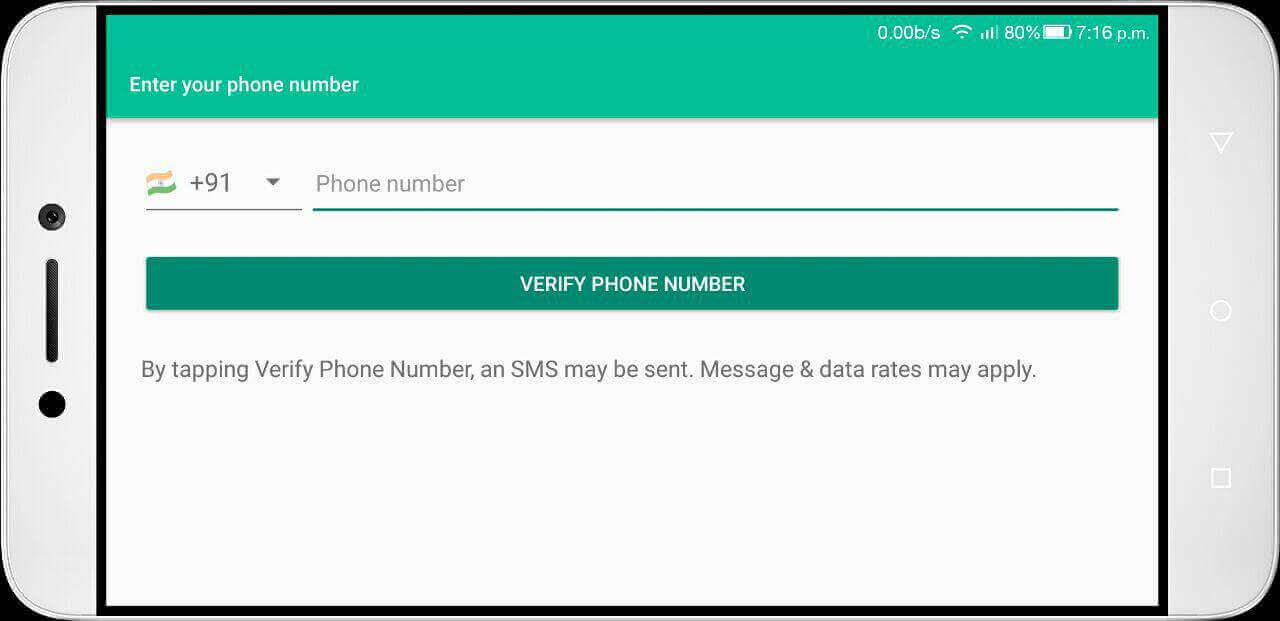 0.00b/s 80% 7:16 p.m.
Enter your phone number
+91 Phone number
VERIFY PHONE NUMBER
By tapping Verify Phone Number, an SMS may be sent. Message & data rates may apply.